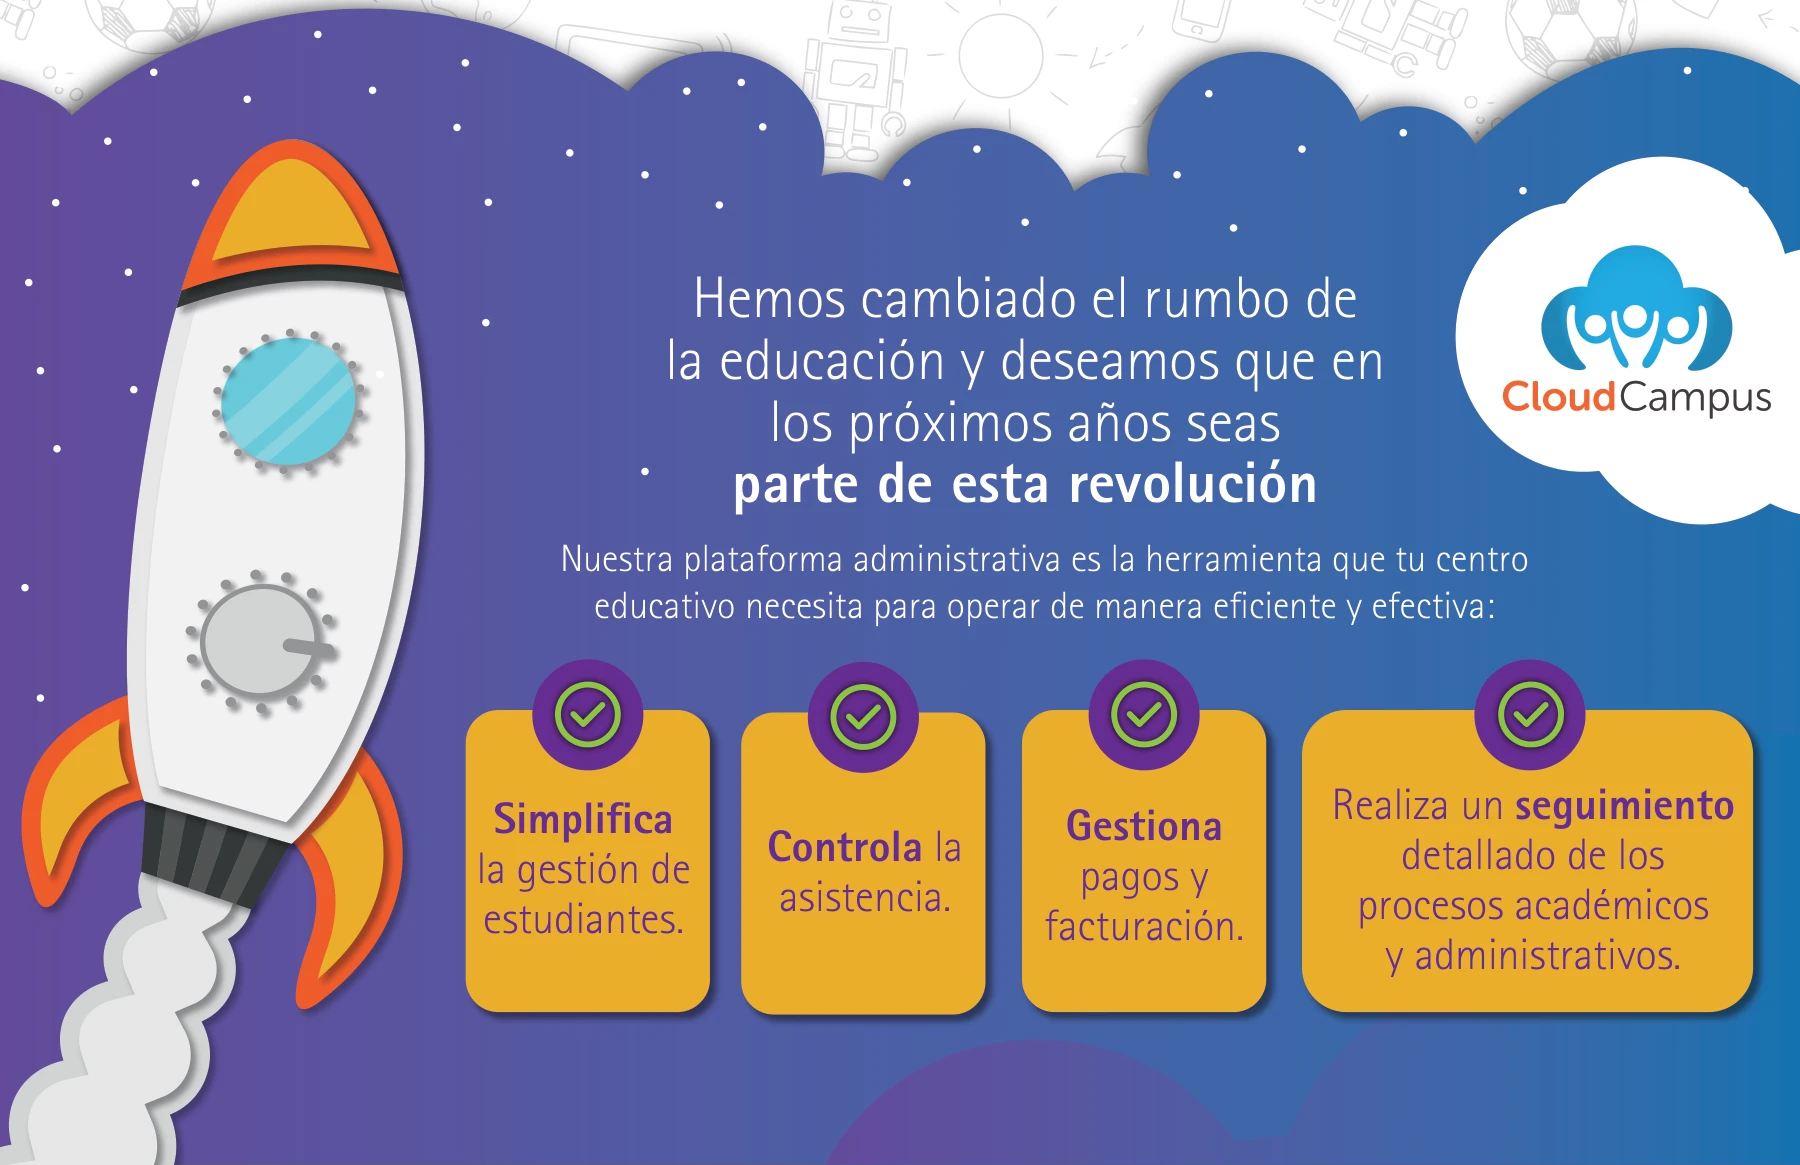 Hemos cambiado el rumbo de
la educación y deseamos que en
los próximos años seas
parte de esta revolución
CloudCampus
Nuestra plataforma administrativa es la herramienta que tu centro
educativo necesita para operar de manera eficiente y efectiva:
Simplifica
la gestión de
estudiantes.
Controla la
asistencia.
Gestiona
pagos y
facturación.
Realiza un seguimiento
detallado de los
procesos académicos
y administrativos.